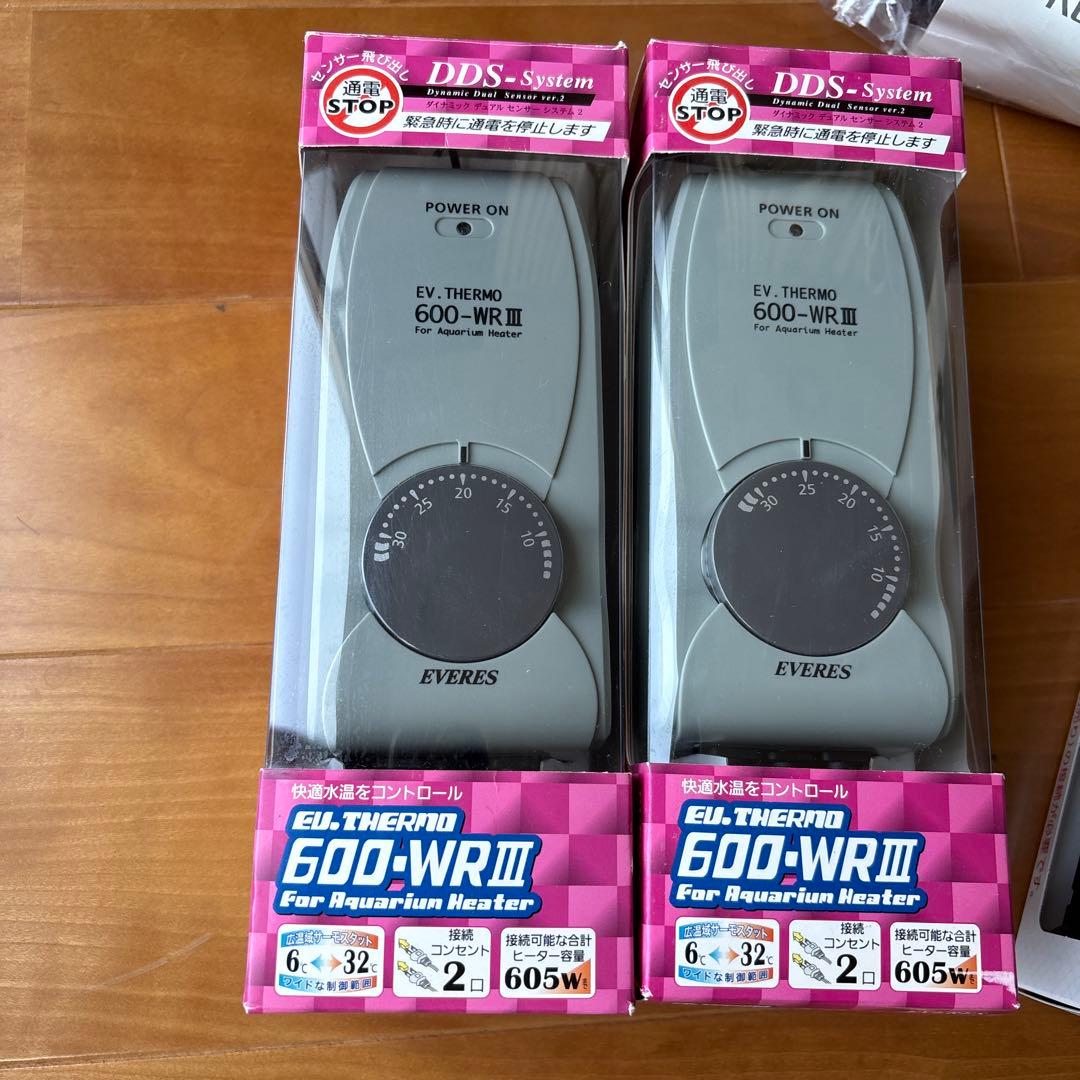 センサー飛び出し
通電
STOP
DDS-System
Dynamic Dual Sensor ver.2
ダイナミック デュアル センサー システム 2
緊急時に通電を停止します
POWER ON
EV.THERMO
600-WRⅢ
For Aquarium Heater
30 25 20 15 10
EVERES
快適水温をコントロール
EV.THERMO
600-WRⅢ
For Aquarium Heater
広温域サーモスタット
6℃ 32℃
ワイドな制御範囲
接続
コンセント
2口
接続可能な合計
ヒーター容量
605Wまで
センサー飛び出し
通電
STOP
DDS-System
Dynamic Dual Sensor ver.2
ダイナミック デュアル センサー システム 2
緊急時に通電を停止します
POWER ON
EV.THERMO
600-WRⅢ
For Aquarium Heater
30 25 20 15 10
EVERES
快適水温をコントロール
EV.THERMO
600-WRⅢ
For Aquarium Heater
広温域サーモスタット
6℃ 32℃
ワイドな制御範囲
接続
コンセント
2口
接続可能な合計
ヒーター容量
605Wまで